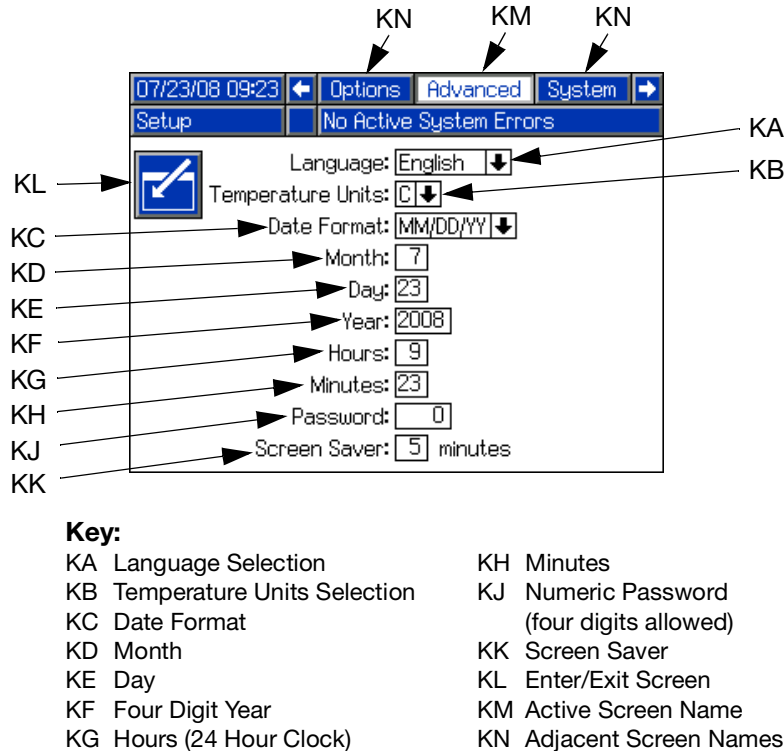 KN KM KN
07/23/08 09:23 Options Advanced System
Setup No Active System Errors
KA
Language: English
KB
KL
Temperature Units: C
KC
Date Format: MM/DD/YY
KD
Month: 7
KE
Day: 23
KF
Year: 2008
KG
Hours: 9
KH
Minutes: 23
KJ
Password: 0
KK
Screen Saver: 5 minutes
Key:
KA Language Selection
KB Temperature Units Selection
KC Date Format
KD Month
KE Day
KF Four Digit Year
KG Hours (24 Hour Clock)
KH Minutes
KJ Numeric Password
(four digits allowed)
KK Screen Saver
KL Enter/Exit Screen
KM Active Screen Name
KN Adjacent Screen Names